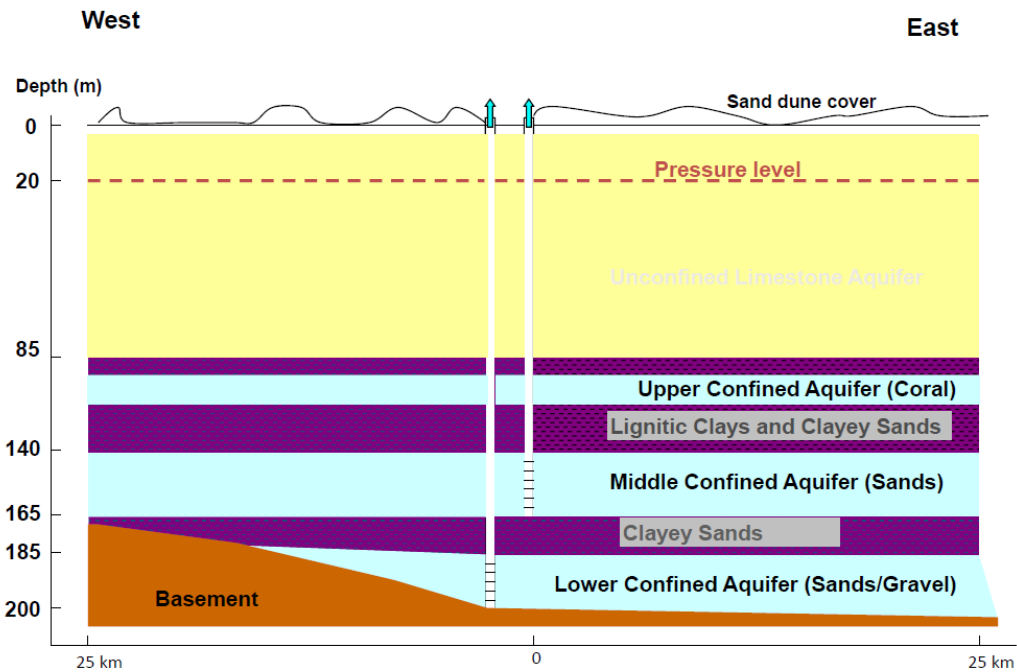 West
East
Depth (m)
Sand dune cover
0
20
Pressure level
Unconfined Limestone Aquifer
85
Upper Confined Aquifer (Coral)
Lignitic Clays and Clayey Sands
140
Middle Confined Aquifer (Sands)
165
Clayey Sands
185
Lower Confined Aquifer (Sands/Gravel)
Basement
200
25 km
0
25 km